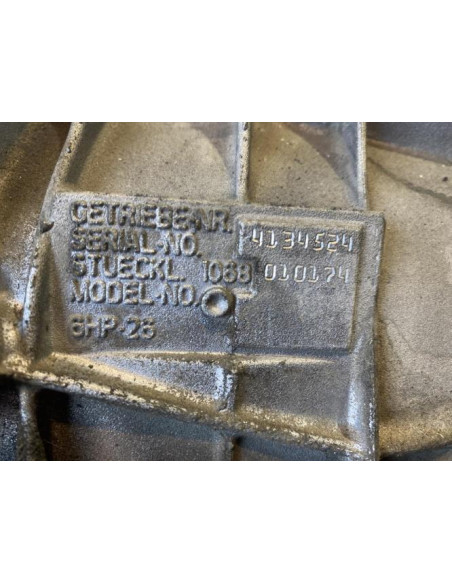 GETRIEBE-NR.
SERIAL-NO. 4134524
STUECKL. 1068 010174
MODEL-NO.
6HP-26